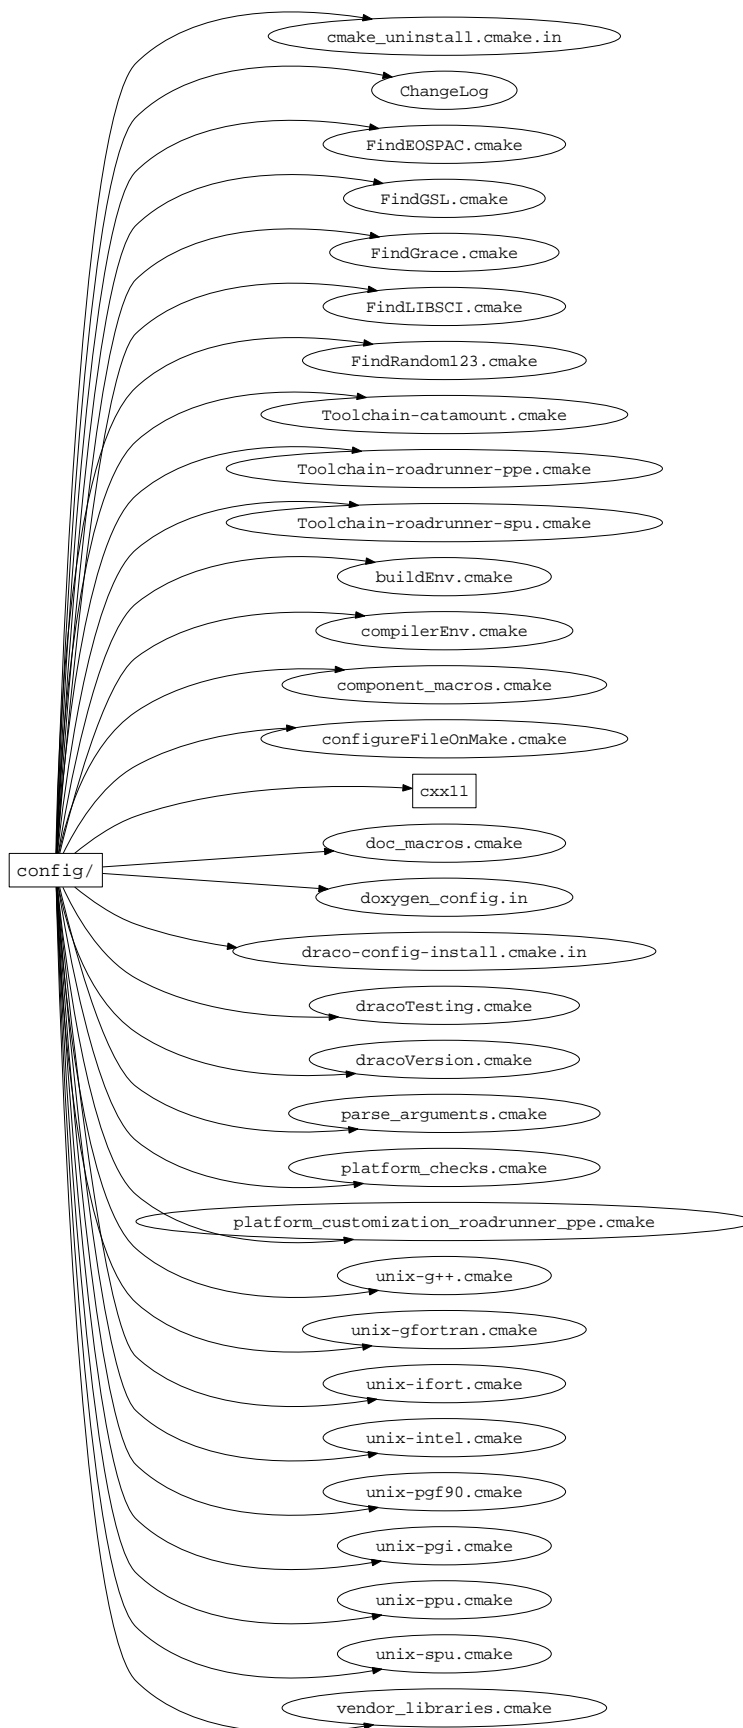 cmake_uninstall.cmake.in
ChangeLog
FindEOSPAC.cmake
FindGSL.cmake
FindGrace.cmake
FindLIBSCI.cmake
FindRandom123.cmake
Toolchain-catamount.cmake
Toolchain-roadrunner-ppe.cmake
Toolchain-roadrunner-spu.cmake
buildEnv.cmake
compilerEnv.cmake
component_macros.cmake
configureFileOnMake.cmake
cxx11
doc_macros.cmake
config/
doxygen_config.in
draco-config-install.cmake.in
dracoTesting.cmake
dracoVersion.cmake
parse_arguments.cmake
platform_checks.cmake
platform_customization_roadrunner_ppe.cmake
unix-g++.cmake
unix-gfortran.cmake
unix-ifort.cmake
unix-intel.cmake
unix-pgf90.cmake
unix-pgi.cmake
unix-ppu.cmake
unix-spu.cmake
vendor_libraries.cmake